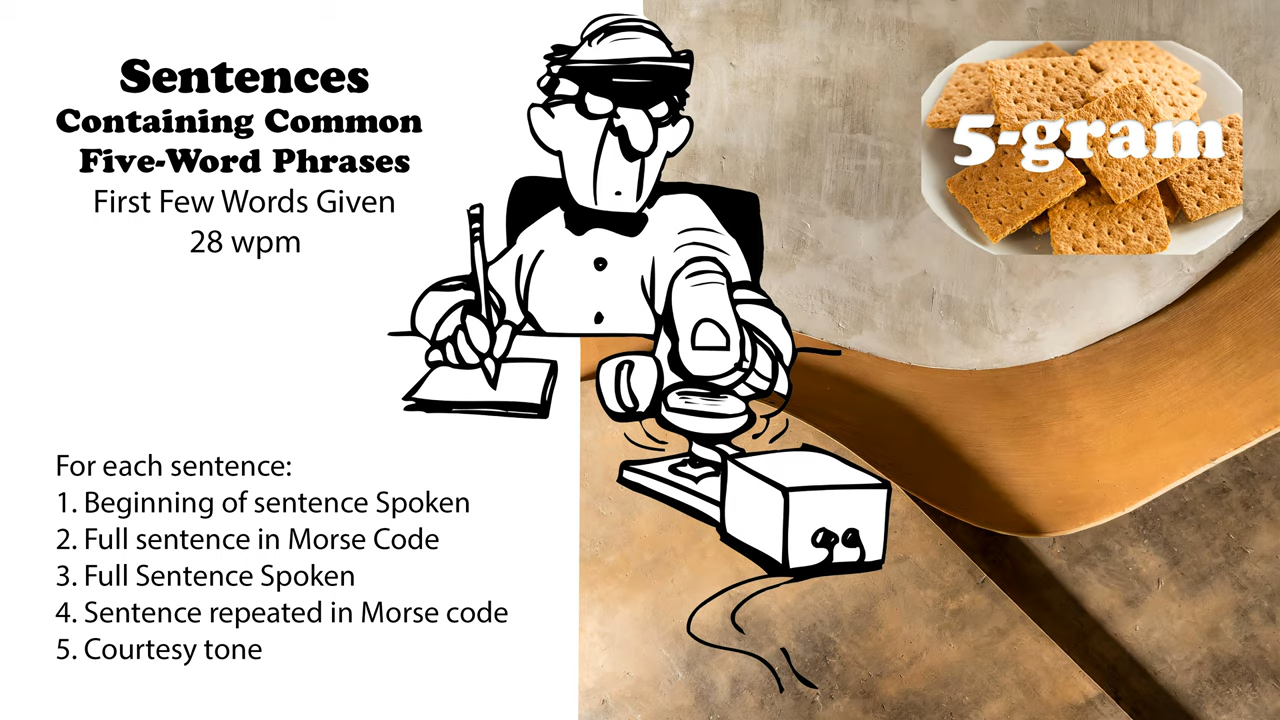 Sentences
Containing Common
Five-Word Phrases
First Few Words Given
28 wpm
5-gram
For each sentence:
1. Beginning of sentence Spoken
2. Full sentence in Morse Code
3. Full Sentence Spoken
4. Sentence repeated in Morse code
5. Courtesy tone